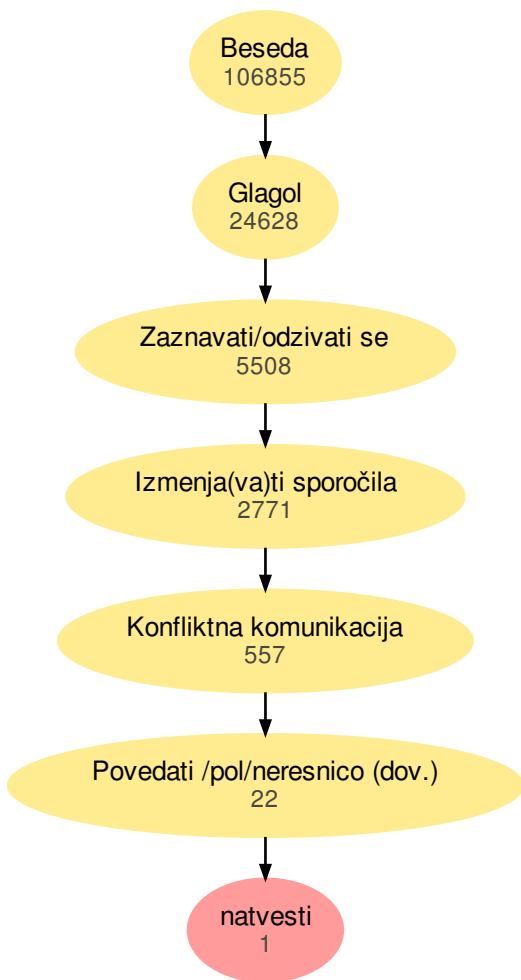 Beseda
106855
Glagol
24628
Zaznavati/odzivati se
5508
Izmenja(va)ti sporočila
2771
Konfliktna komunikacija
557
Povedati /pol/neresnico (dov.)
22
natvesti
1